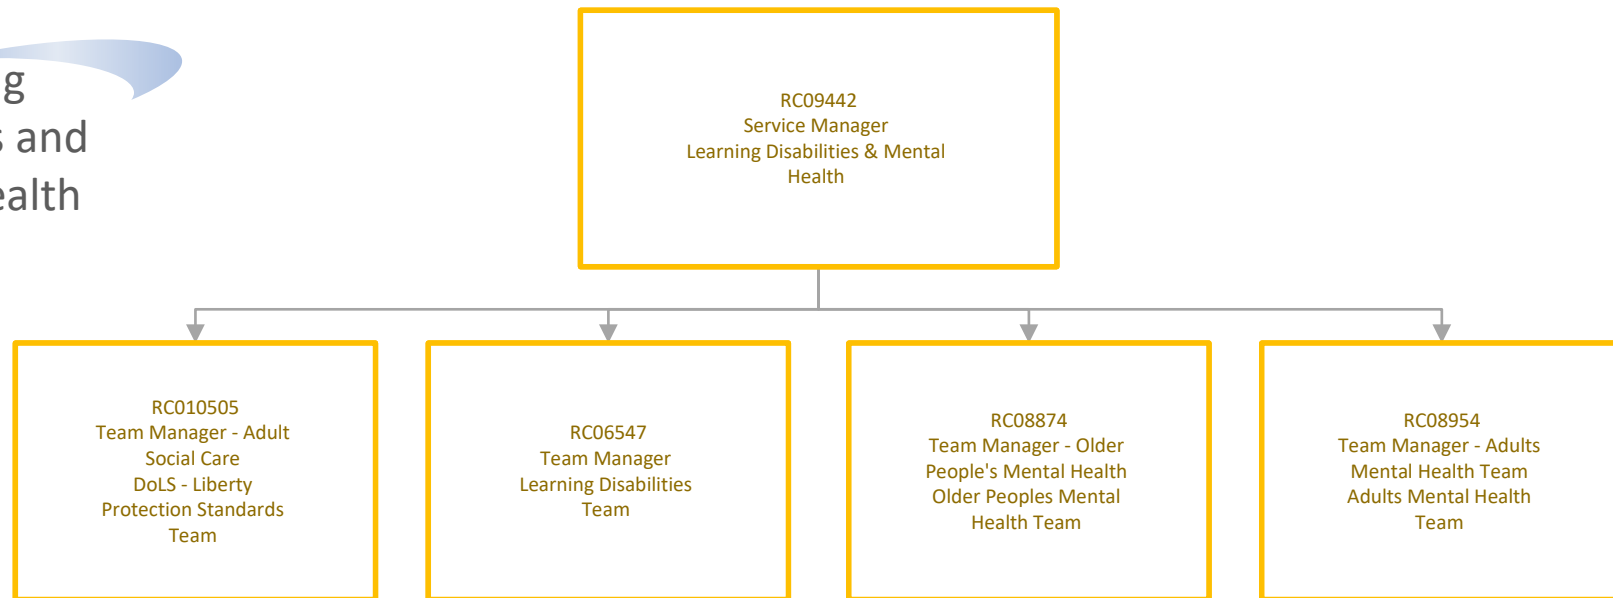 g
s and
ealth
RC09442
Service Manager
Learning Disabilities & Mental
Health
RC010505
Team Manager - Adult
Social Care
DoLS - Liberty
Protection Standards
Team
RC06547
Team Manager
Learning Disabilities
Team
RC08874
Team Manager - Older
People's Mental Health
Older Peoples Mental
Health Team
RC08954
Team Manager - Adults
Mental Health Team
Adults Mental Health
Team